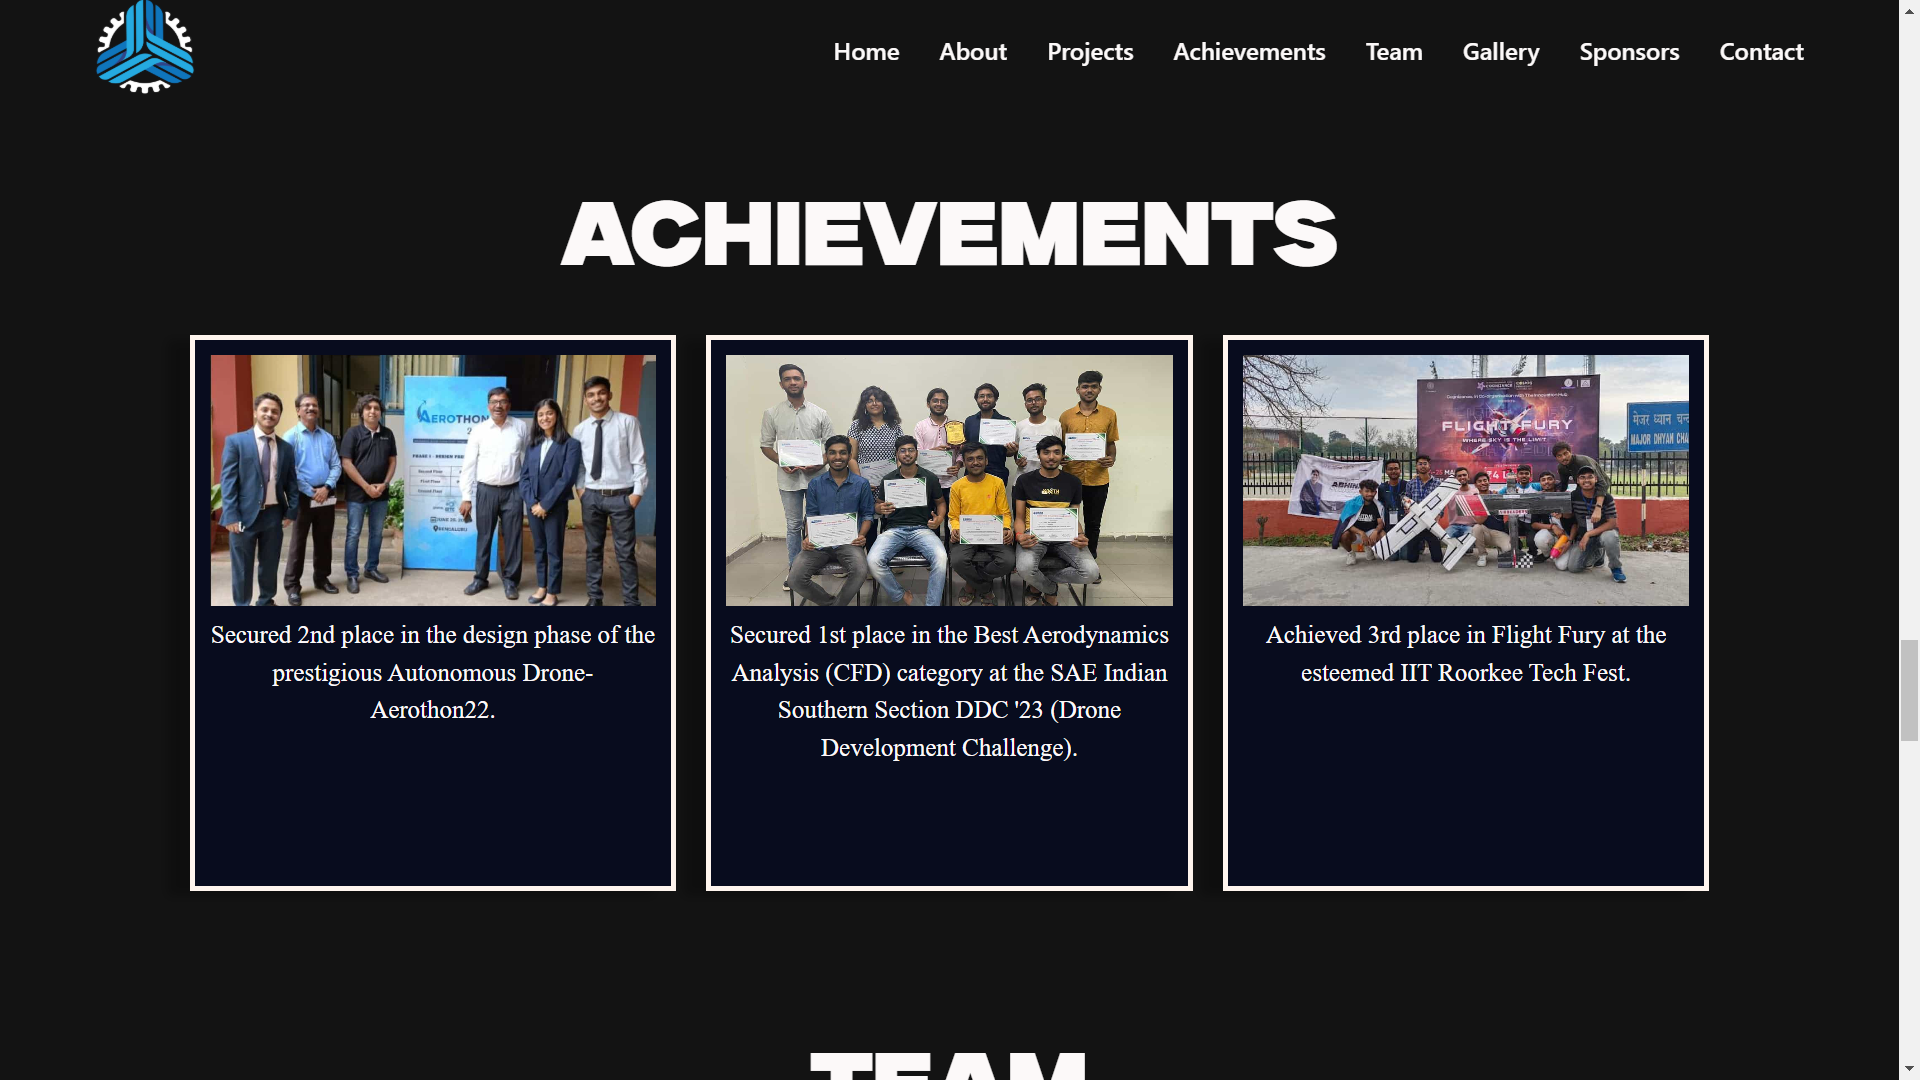 Home About Projects Achievements Team Gallery Sponsors Contact
ACHIEVEMENTS
AEROTHON
Secured 2nd place in the design phase of the
prestigious Autonomous Drone-
Aerothon22.
Secured 1st place in the Best Aerodynamics
Analysis (CFD) category at the SAE Indian
Southern Section DDC '23 (Drone
Development Challenge).
FLIGHT FURY
WHERE SKY IS THE LIMIT
मेजर ध्यान चन्द
MAJOR DHYAN CHA
Achieved 3rd place in Flight Fury at the
esteemed IIT Roorkee Tech Fest.
TEAM